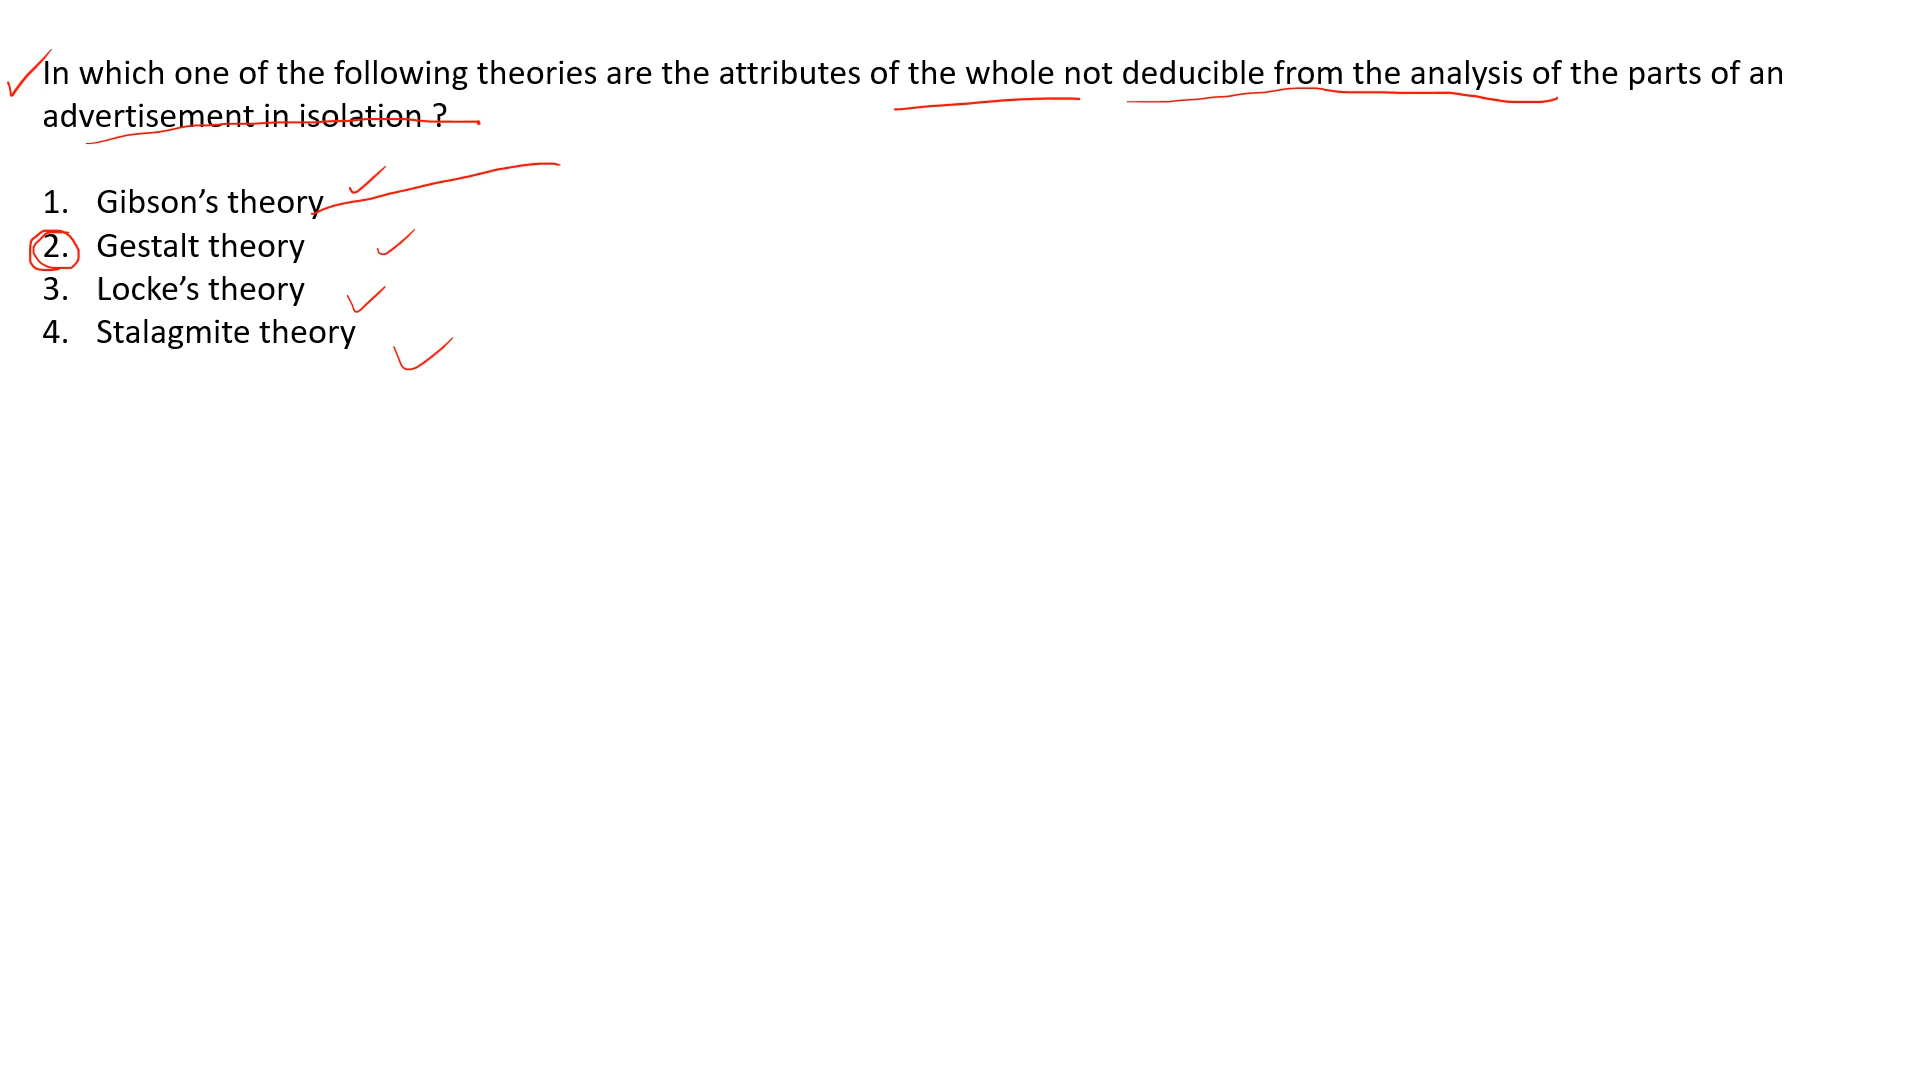 In which one of the following theories are the attributes of the whole not deducible from the analysis of the parts of an
advertisement in isolation ?
1. Gibson’s theory
2. Gestalt theory
3. Locke’s theory
4. Stalagmite theory